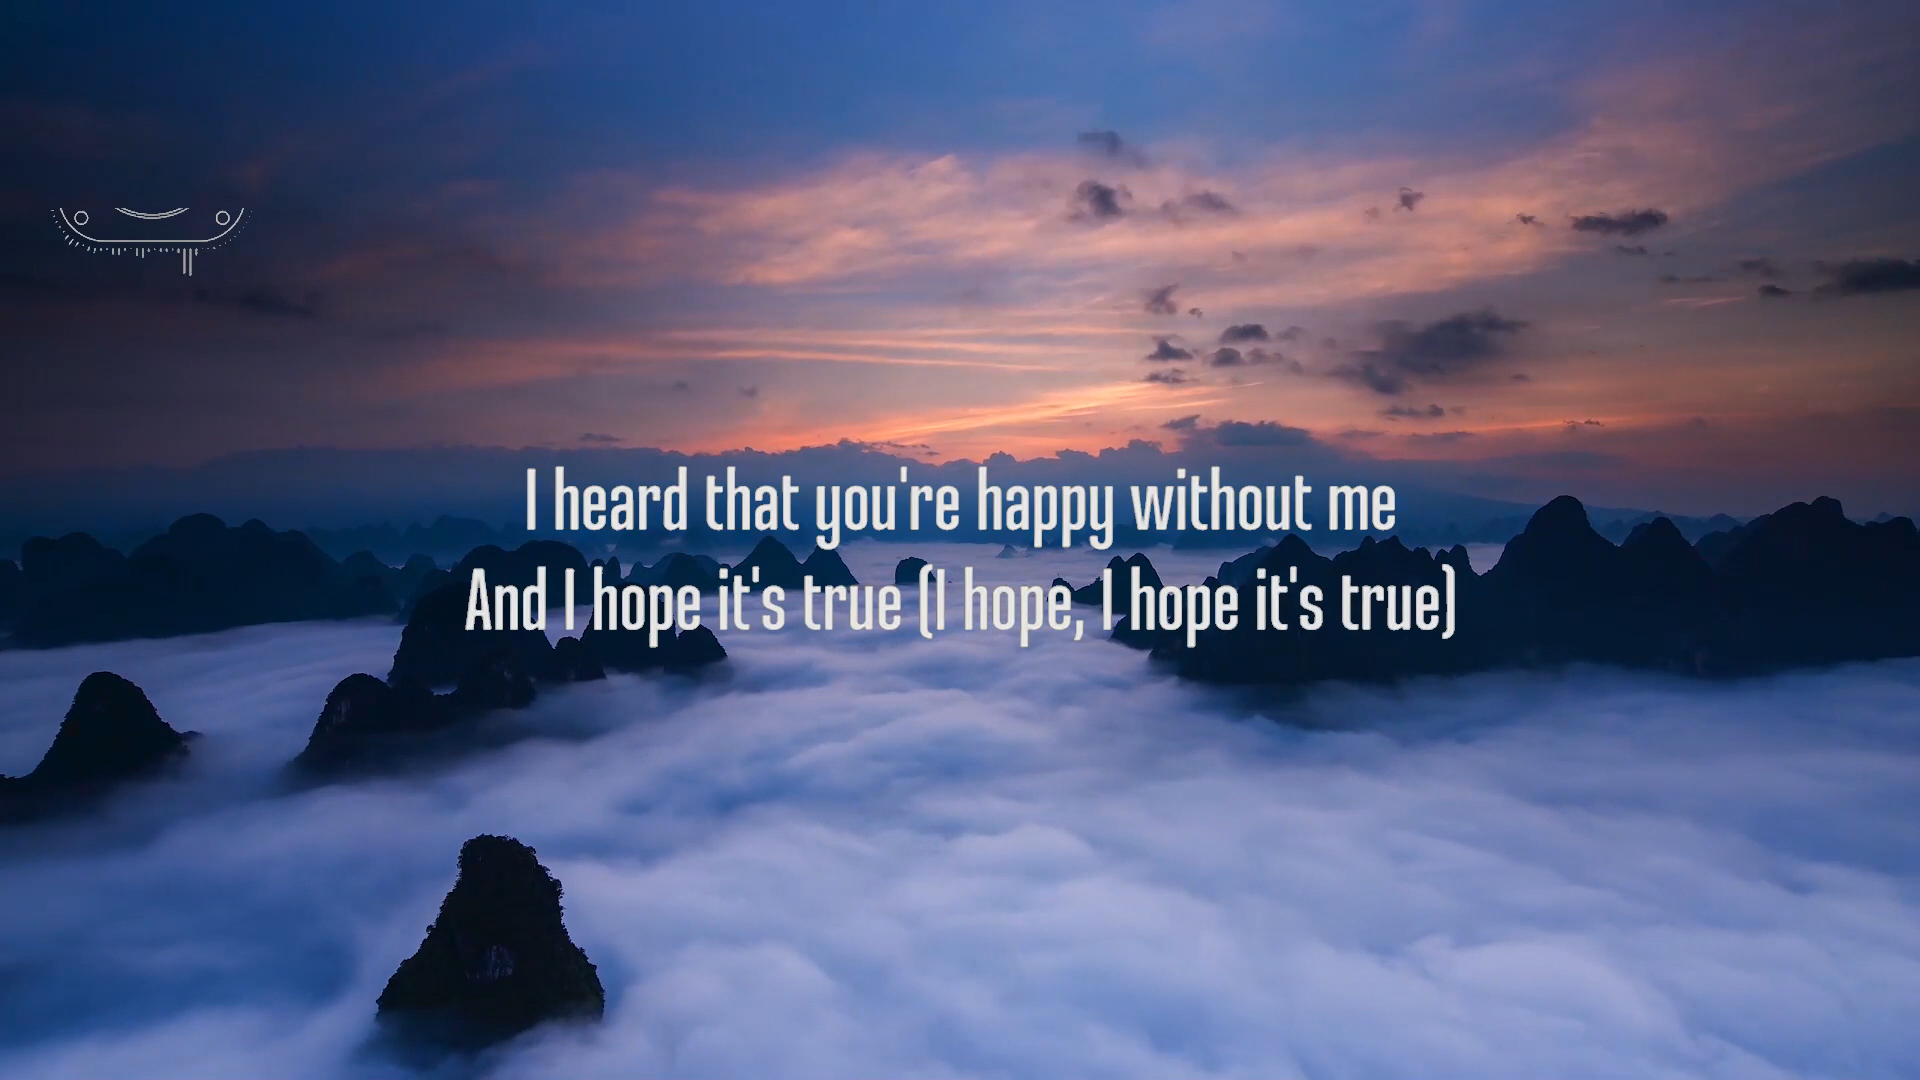 I heard that you're happy without me
And I hope it's true (I hope, I hope it's true)